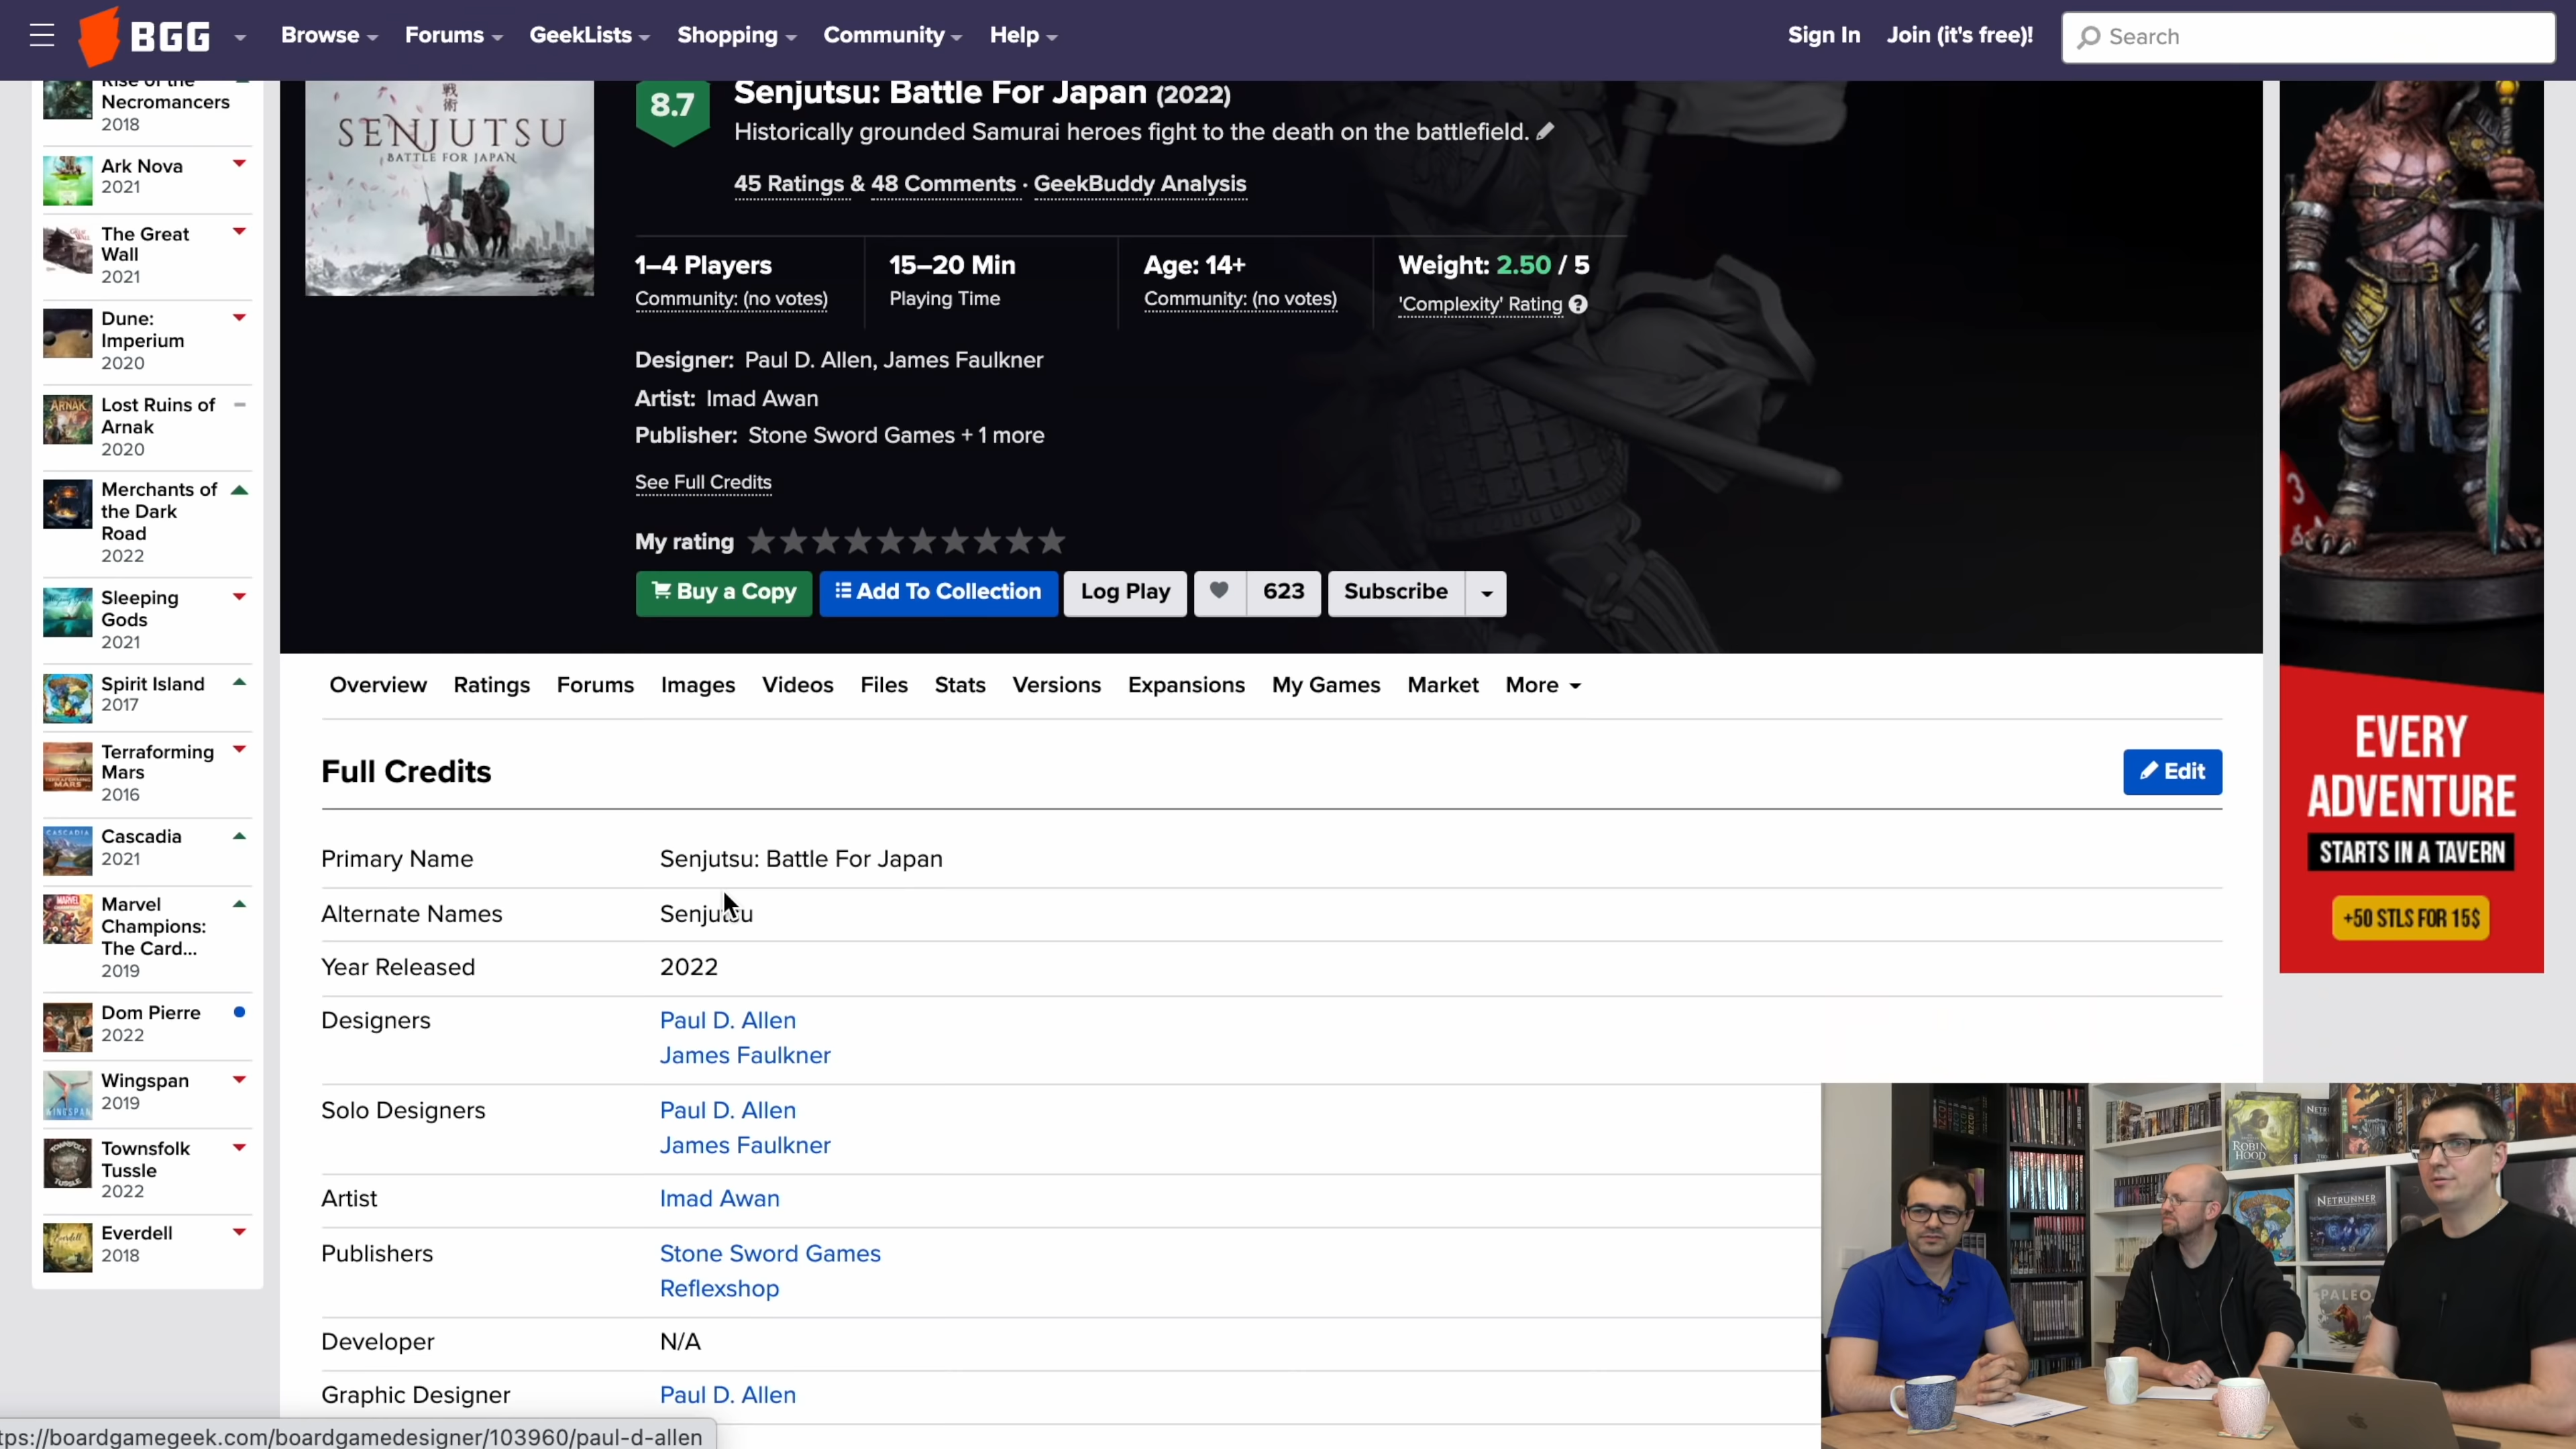 BGG
Browse
Forums
GeekLists
Shopping
Community
Help
Sign In
Join (it's free)!
Search
Rise of the
Necromancers
2018
Ark Nova
2021
The Great
Wall
2021
Dune:
Imperium
2020
Lost Ruins of
Arnak
2020
Merchants of
the Dark
Road
2022
Sleeping
Gods
2021
Spirit Island
2017
Terraforming
Mars
2016
Cascadia
2021
Marvel
Champions:
The Card...
2019
Dom Pierre
2022
Wingspan
2019
Townsfolk
Tussle
2022
Everdell
2018
戦
術
SENJUTSU
BATTLE FOR JAPAN
8.7
Senjutsu: Battle For Japan (2022)
Historically grounded Samurai heroes fight to the death on the battlefield.
45 Ratings & 48 Comments · GeekBuddy Analysis
1–4 Players
Community: (no votes)
15–20 Min
Playing Time
Age: 14+
Community: (no votes)
Weight: 2.50 / 5
'Complexity' Rating
Designer: Paul D. Allen, James Faulkner
Artist: Imad Awan
Publisher: Stone Sword Games + 1 more
See Full Credits
My rating
Buy a Copy
Add To Collection
Log Play
623
Subscribe
Overview Ratings Forums Images Videos Files Stats Versions Expansions My Games Market More
Full Credits
Edit
Primary Name Senjutsu: Battle For Japan
Alternate Names Senjutsu
Year Released 2022
Designers Paul D. Allen
James Faulkner
Solo Designers Paul D. Allen
James Faulkner
Artist Imad Awan
Publishers Stone Sword Games
Reflexshop
Developer N/A
Graphic Designer Paul D. Allen
tps://boardgamegeek.com/boardgamedesigner/103960/paul-d-allen
3
EVERY
ADVENTURE
STARTS IN A TAVERN
+50 STLS FOR 15$
ROBIN
HOOD
NETRUNNER
PALEO